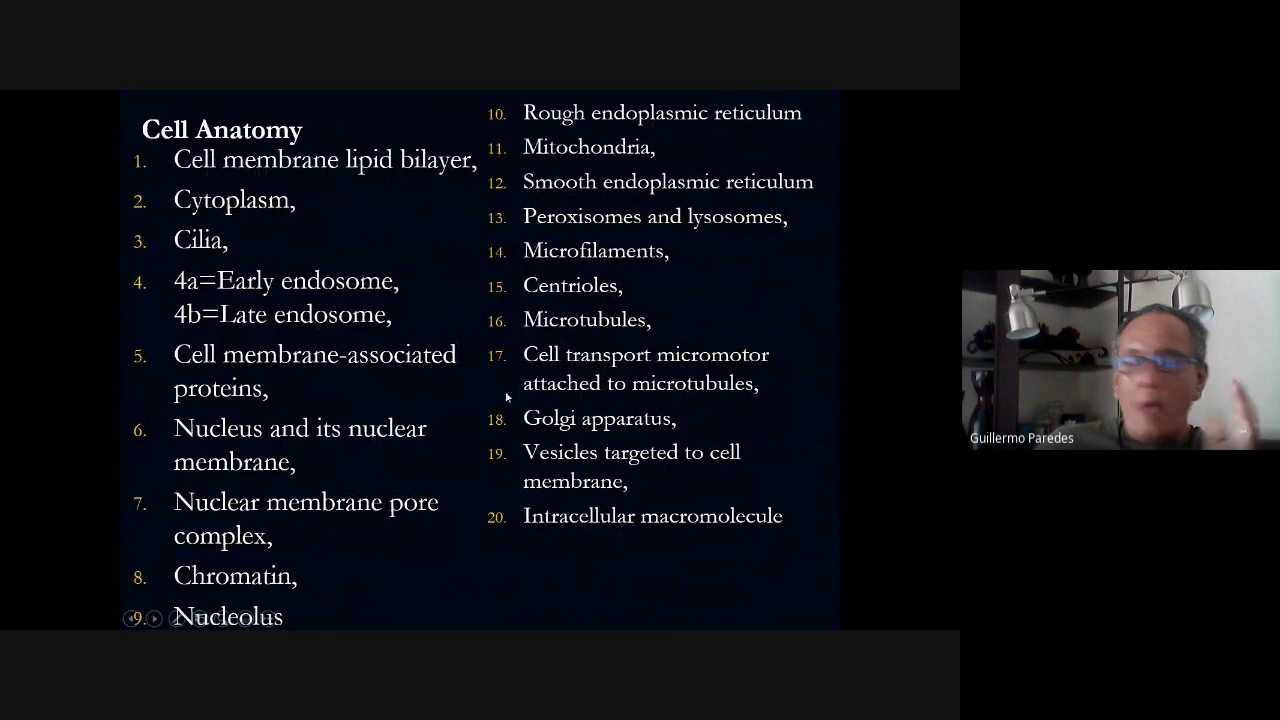 Cell Anatomy
1. Cell membrane lipid bilayer,
2. Cytoplasm,
3. Cilia,
4. 4a=Early endosome,
4b=Late endosome,
5. Cell membrane-associated
proteins,
6. Nucleus and its nuclear
membrane,
7. Nuclear membrane pore
complex,
8. Chromatin,
9. Nucleolus
10. Rough endoplasmic reticulum
11. Mitochondria,
12. Smooth endoplasmic reticulum
13. Peroxisomes and lysosomes,
14. Microfilaments,
15. Centrioles,
16. Microtubules,
17. Cell transport micromotor
attached to microtubules,
18. Golgi apparatus,
19. Vesicles targeted to cell
membrane,
20. Intracellular macromolecule
Guillermo Paredes